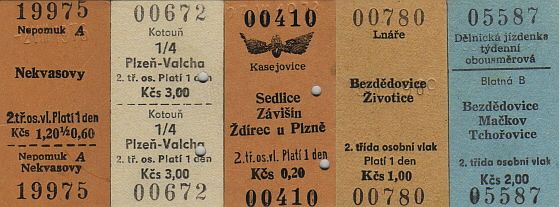 19975
Nepomuk A
Nekvasovy
2.tř.os.vl. Platí 1 den
Kčs 1,20 ½ 0,60
Nepomuk A
Nekvasovy
19975
00672
Kotouň
1/4
Plzeň-Valcha
2. tř. os. Platí 1 den
Kčs 3,00
Kotouň
1/4
Plzeň-Valcha
2. tř. os. Platí 1 den
Kčs 3,00
00672
00410
Kasejovice
Sedlice
Závišín
Ždírec u Plzně
2. tř.os.vl. Platí 1 den
Kčs 0,20
00410
00780
Lnáře
Bezdědovice
Životice
2. třída osobní vlak
Platí 1 den
Kčs 1,00
00780
05587
Dělnická jízdenka
týdenní
obousměrová
Blatná B
Bezdědovice
Mačkov
Tchořovice
2. třída osobní vlak
Kčs 2,00
05587